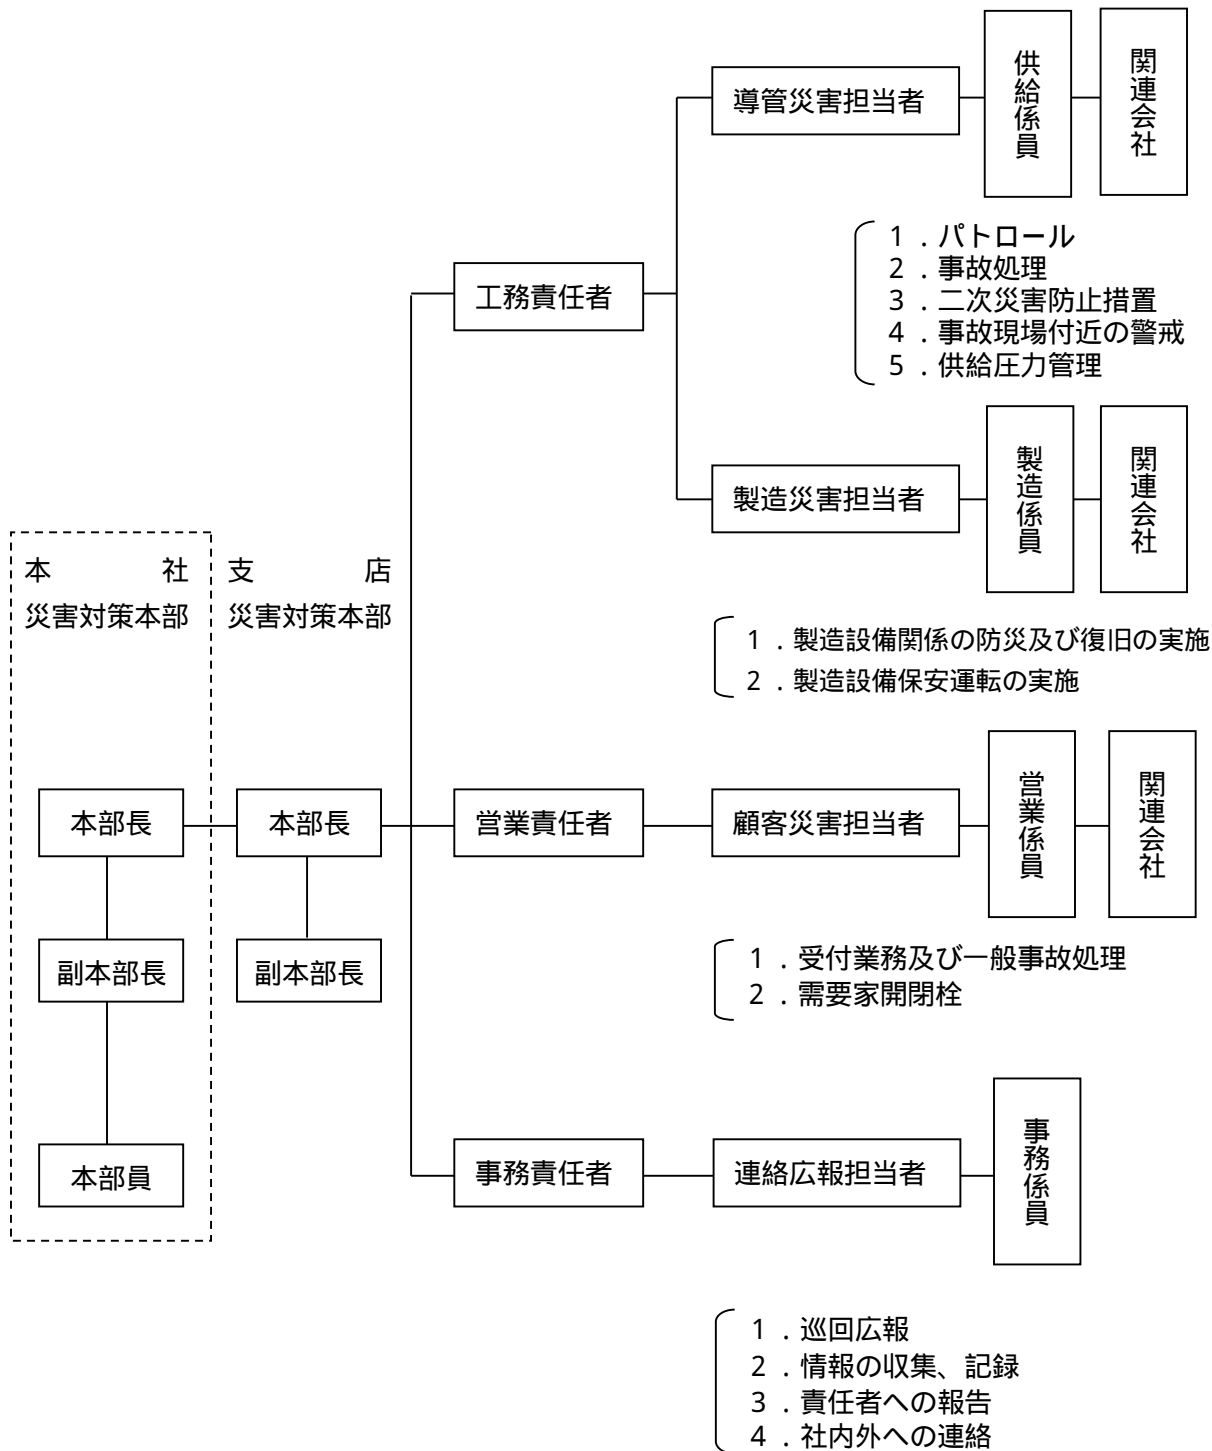 導管災害担当者
供給係員
関連会社
1．パトロール
2．事故処理
3．二次災害防止措置
4．事故現場付近の警戒
5．供給圧力管理
工務責任者
製造災害担当者
製造係員
関連会社
1．製造設備関係の防災及び復旧の実施
2．製造設備保安運転の実施
本　　　　社
災害対策本部
支　　　　店
災害対策本部
本部長
本部長
営業責任者
顧客災害担当者
営業係員
関連会社
副本部長
副本部長
1．受付業務及び一般事故処理
2．需要家開閉栓
本部員
事務責任者
連絡広報担当者
事務係員
1．巡回広報
2．情報の収集、記録
3．責任者への報告
4．社内外への連絡